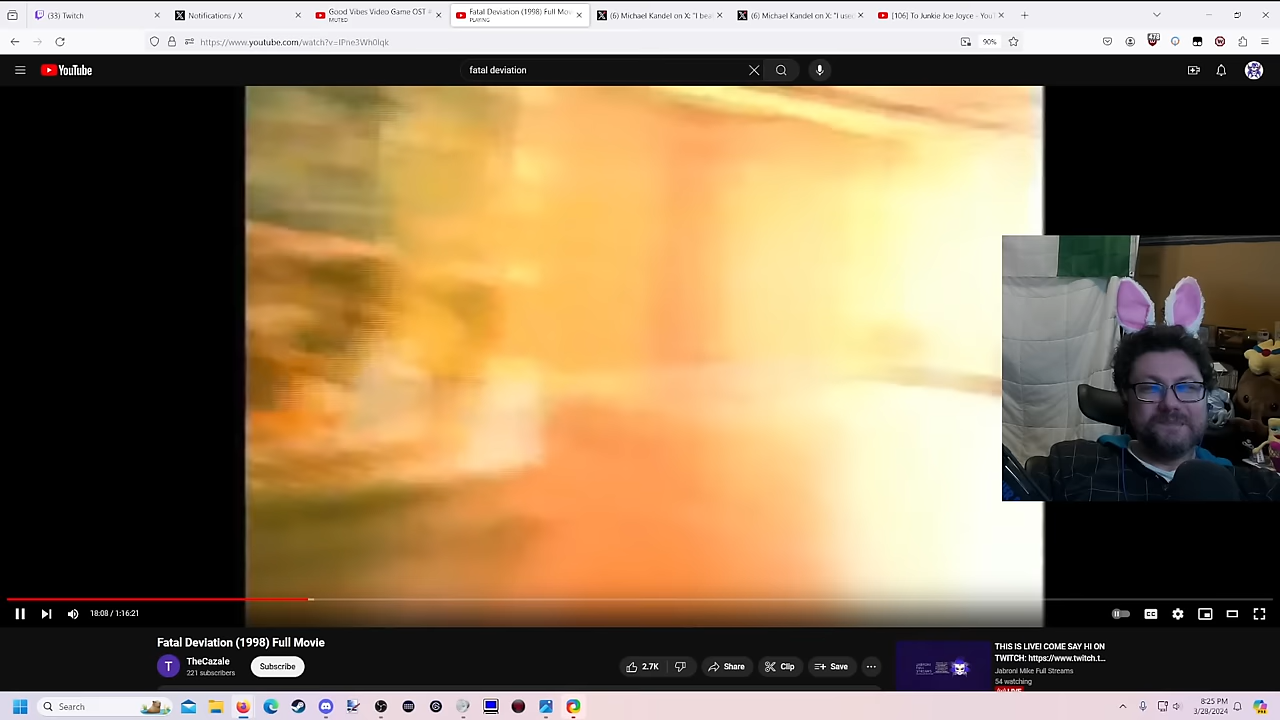 (33) Twitch
Notifications / X
Good Vibes Video Game OST
MUTED
Fatal Deviation (1998) Full Mov
PLAYING
(6) Michael Kandel on X: "I bea
(6) Michael Kandel on X: "I user
[106] To Junkie Joe Joyce - You
https://www.youtube.com/watch?v=IPne3Wh0lqk
90%
YouTube
fatal deviation
18:08 / 1:16:21
CC
Fatal Deviation (1998) Full Movie
T
TheCazale
221 subscribers
Subscribe
2.7K
Share
Clip
Save
THIS IS LIVE! COME SAY HI ON
TWITCH: https://www.twitch.t...
Jabroni Mike Full Streams
54 watching
LIVE
Search
8:25 PM
3/28/2024